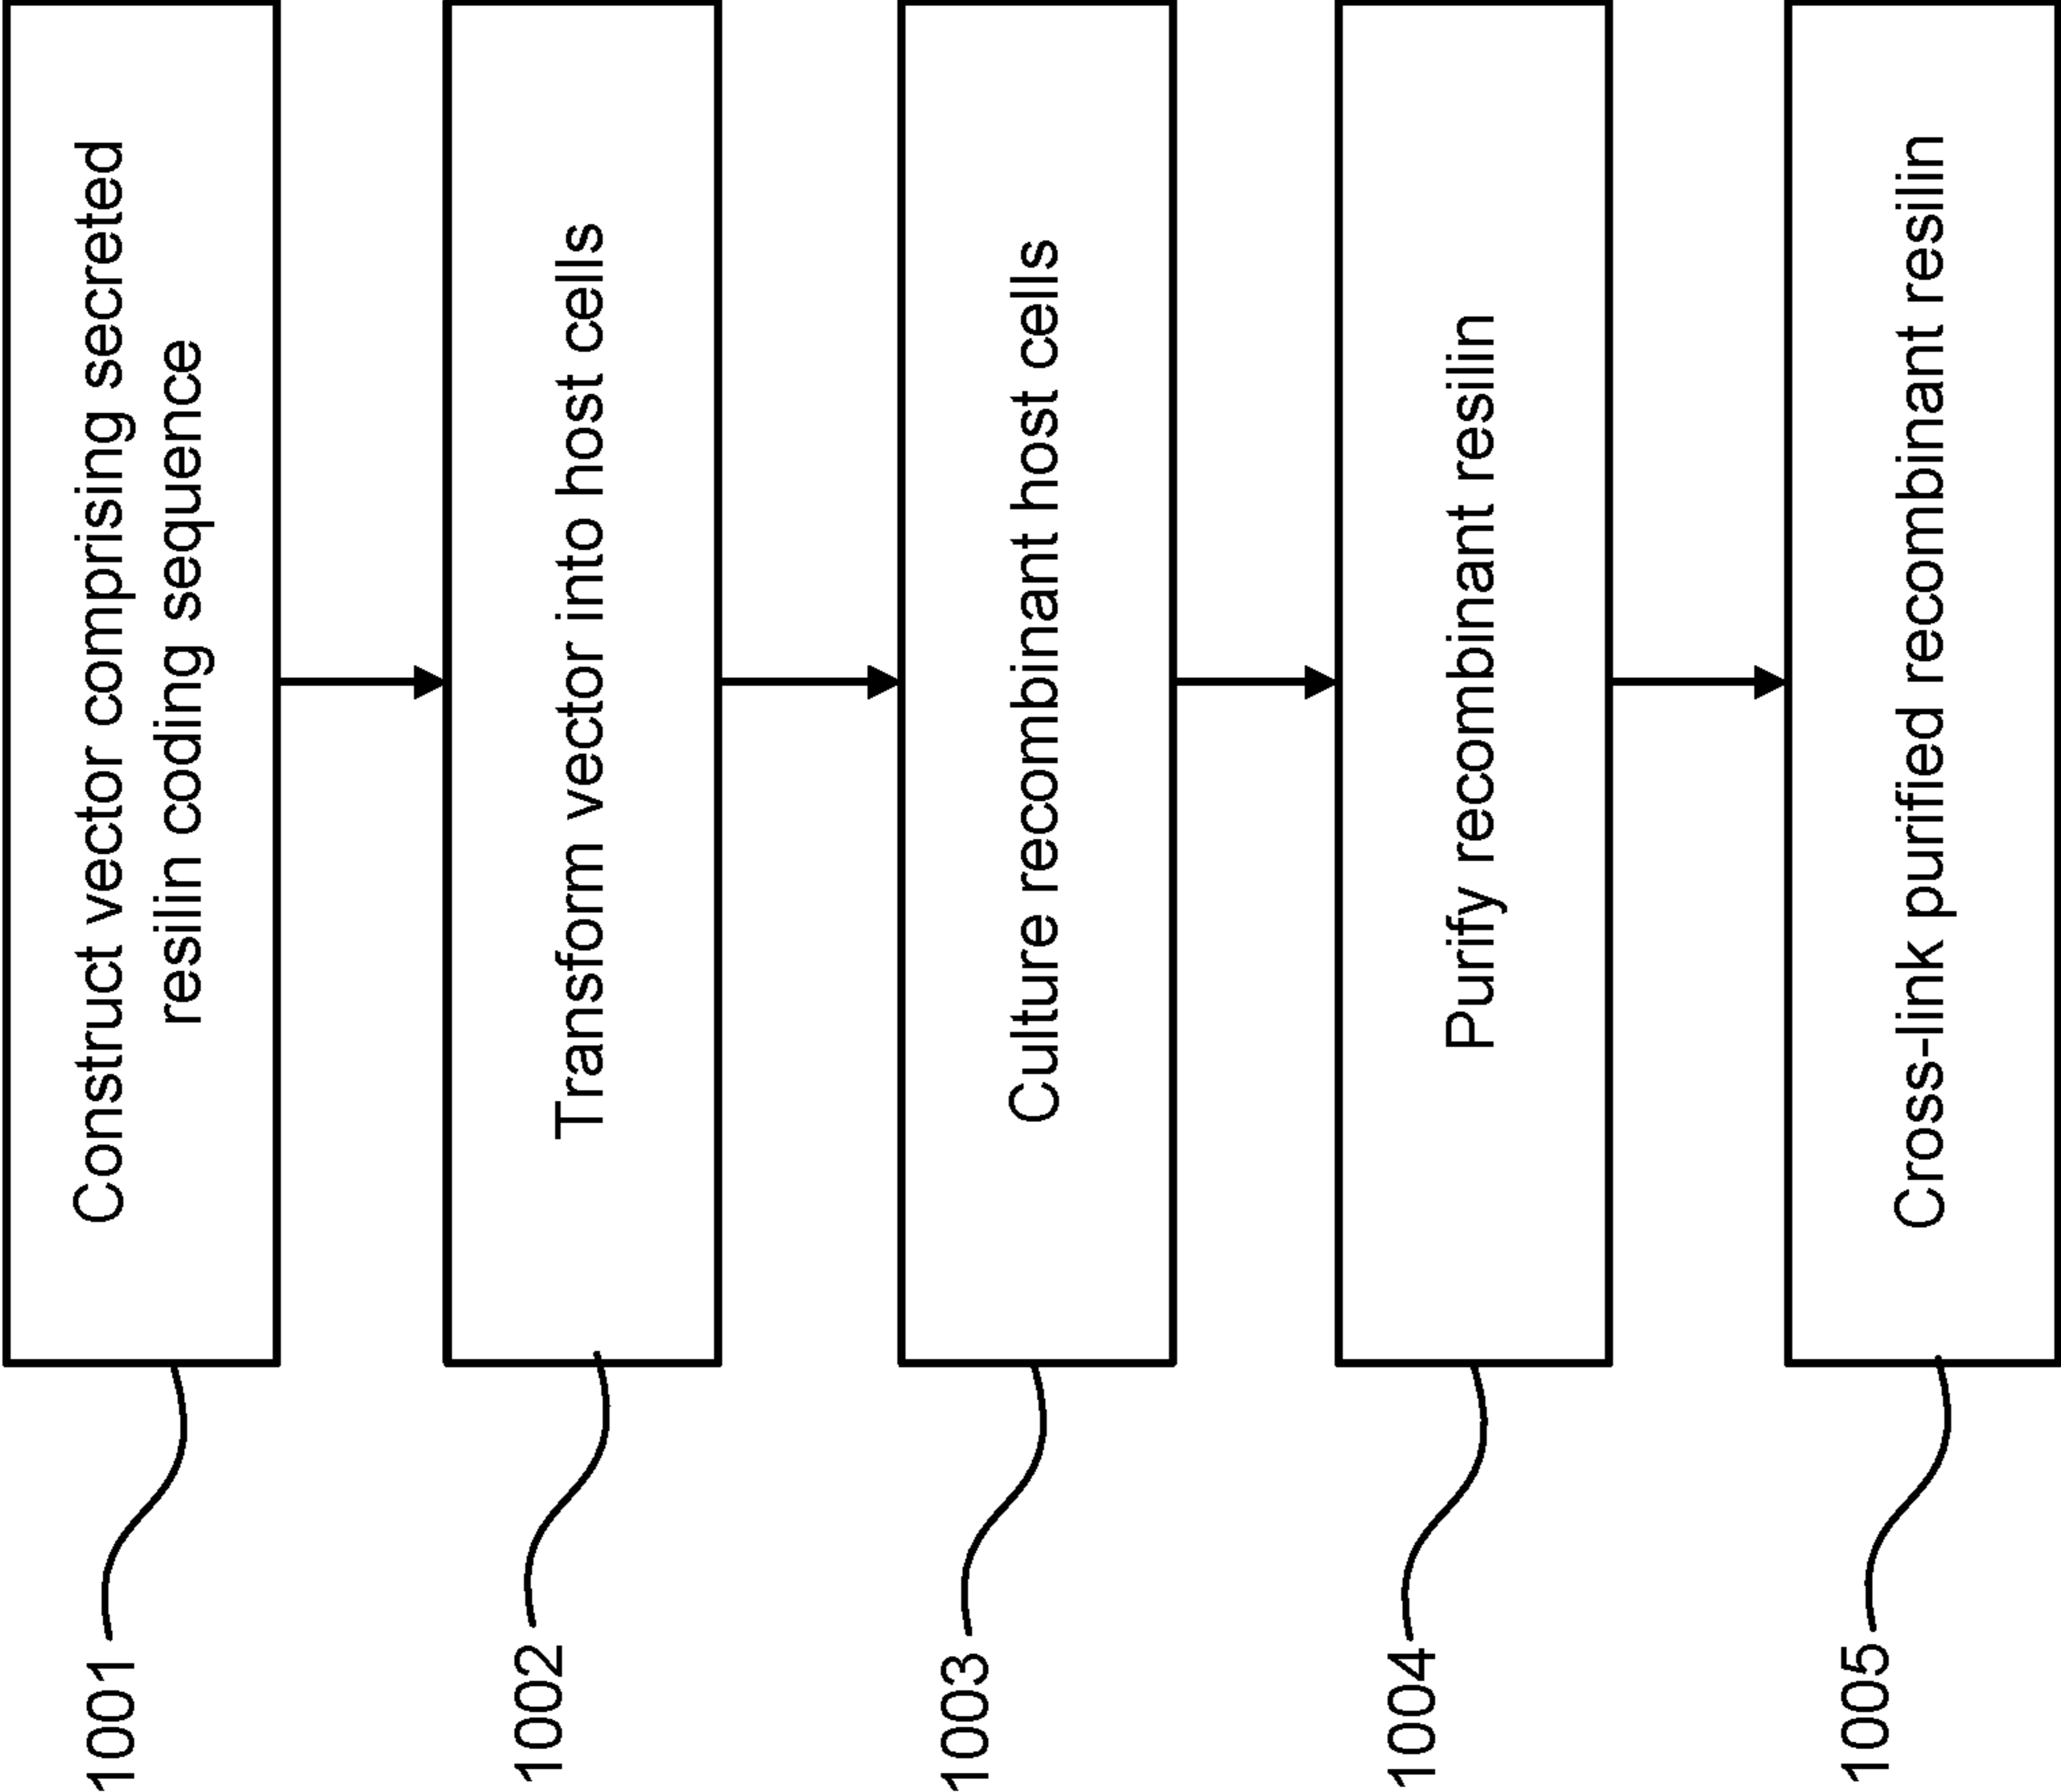 1001
Construct vector comprising secreted
resilin coding sequence
1002
Transform vector into host cells
1003
Culture recombinant host cells
1004
Purify recombinant resilin
1005
Cross-link purified recombinant resilin